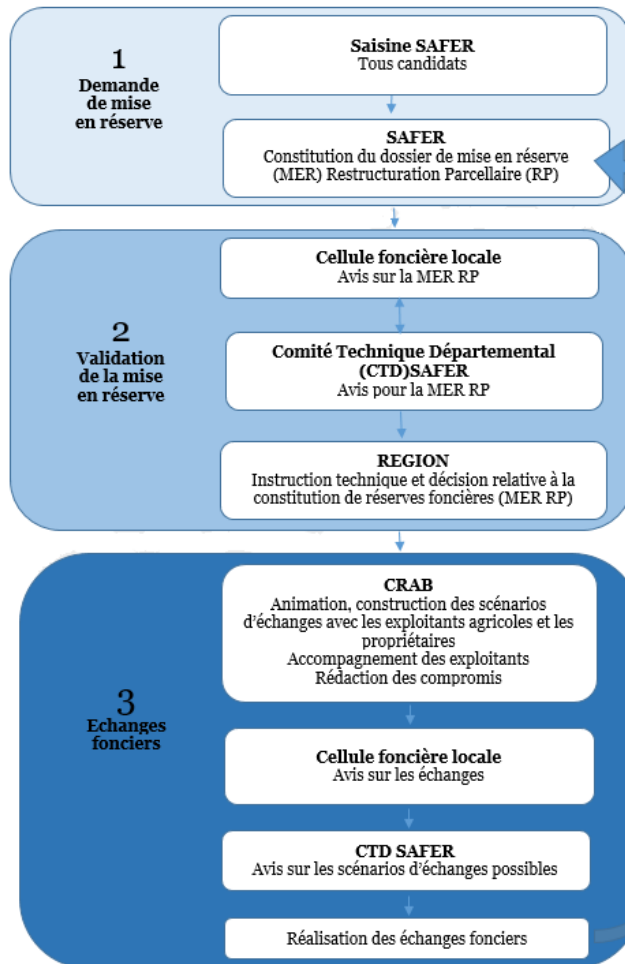 1
Demande
de mise
en réserve
Saisine SAFER
Tous candidats
SAFER
Constitution du dossier de mise en réserve
(MER) Restructuration Parcellaire (RP)
2
Validation
de la mise
en réserve
Cellule foncière locale
Avis sur la MER RP
Comité Technique Départemental
(CTD)SAFER
Avis pour la MER RP
REGION
Instruction technique et décision relative à la
constitution de réserves foncières (MER RP)
3
Echanges
fonciers
CRAB
Animation, construction des scénarios
d’échanges avec les exploitants agricoles et les
propriétaires
Accompagnement des exploitants
Rédaction des compromis
Cellule foncière locale
Avis sur les échanges
CTD SAFER
Avis sur les scénarios d’échanges possibles
Réalisation des échanges fonciers